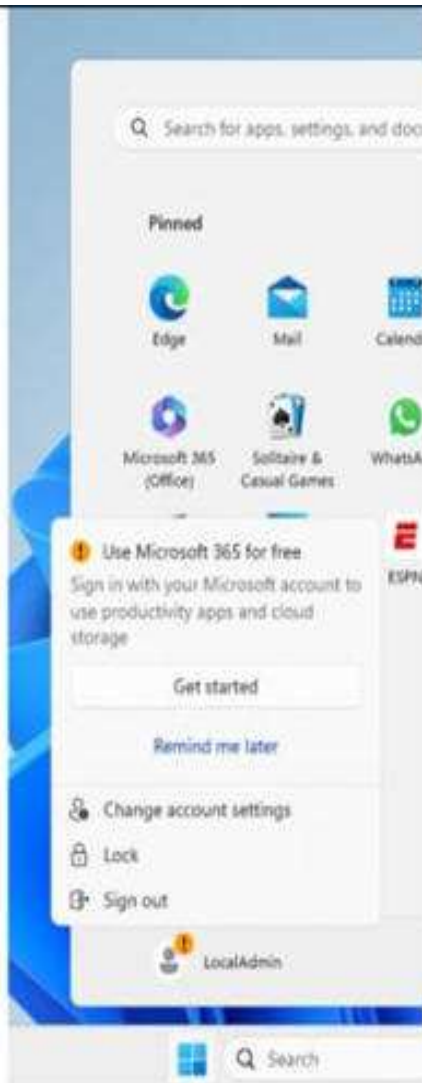 Search for apps, settings, and doc
Pinned
Edge
Mail
Calend
Microsoft 365
(Office)
Solitaire &
Casual Games
WhatsA
ESPN
Use Microsoft 365 for free
Sign in with your Microsoft account to
use productivity apps and cloud
storage
Get started
Remind me later
Change account settings
Lock
Sign out
LocalAdmin
Search